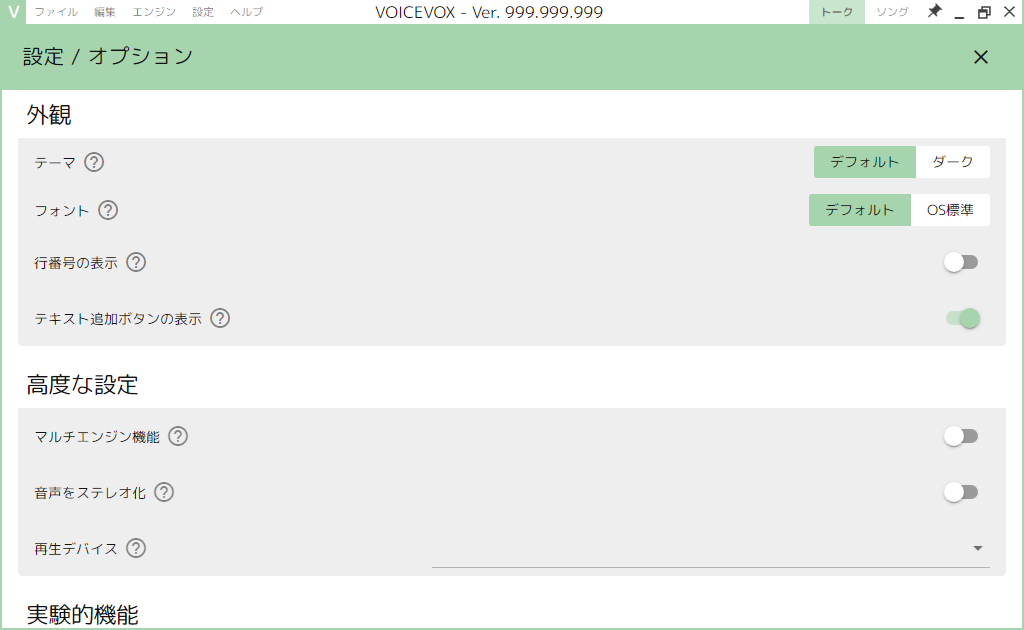 V ファイル 編集 エンジン 設定 ヘルプ VOICEVOX - Ver. 999.999.999 トーク ソング
設定 / オプション
外観
テーマ ? デフォルト ダーク
フォント ? デフォルト OS標準
行番号の表示 ?
テキスト追加ボタンの表示 ?
高度な設定
マルチエンジン機能 ?
音声をステレオ化 ?
再生デバイス ?
実験的機能